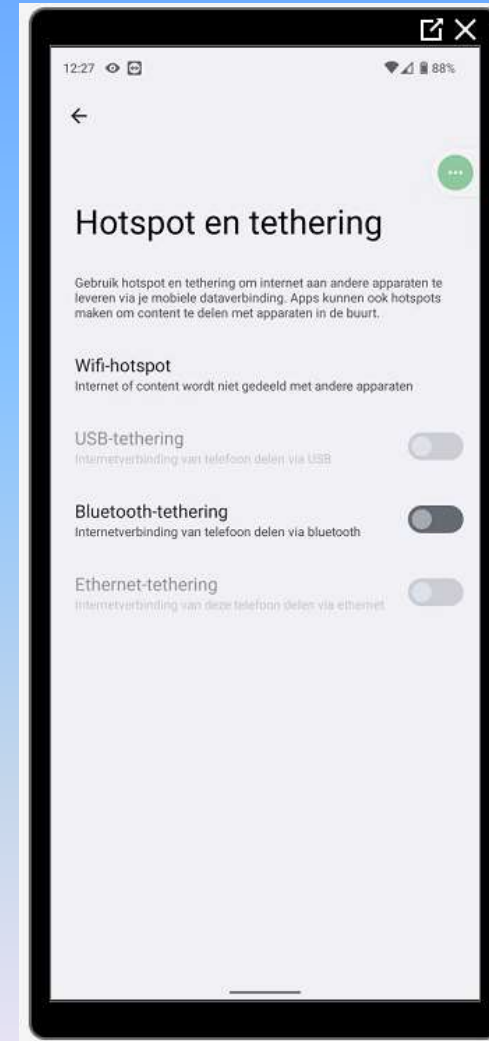 12:27
88%
Hotspot en tethering
Gebruik hotspot en tethering om internet aan andere apparaten te
leveren via je mobiele dataverbinding. Apps kunnen ook hotspots
maken om content te delen met apparaten in de buurt.
Wifi-hotspot
Internet of content wordt niet gedeeld met andere apparaten
USB-tethering
Internetverbinding van telefoon delen via USB
Bluetooth-tethering
Internetverbinding van telefoon delen via bluetooth
Ethernet-tethering
Internetverbinding van deze telefoon delen via ethernet